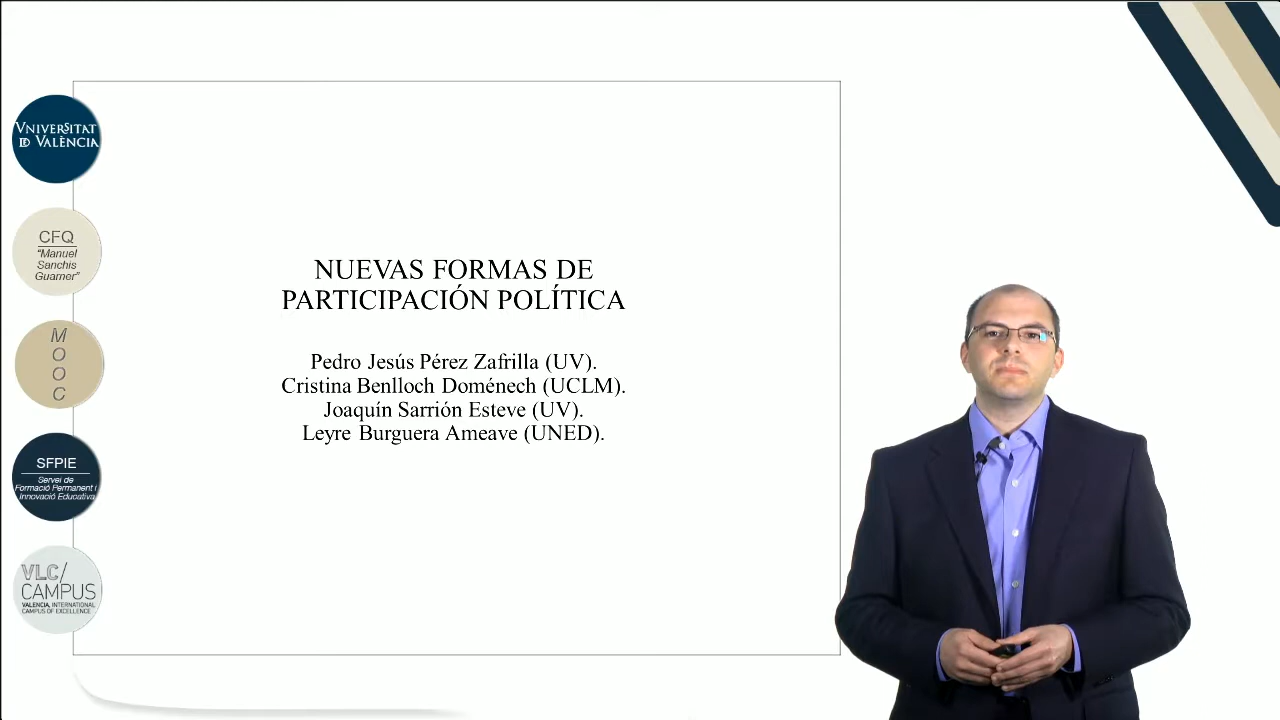 VNIVERSITAT
D VALÈNCIA
CFQ
"Manuel
Sanchis
Guarner"
M
O
O
C
SFPIE
Servei de
Formació Permanent i
Innovació Educativa
VLC/
CAMPUS
VALENCIA, INTERNATIONAL
CAMPUS OF EXCELLENCE
NUEVAS FORMAS DE
PARTICIPACIÓN POLÍTICA
Pedro Jesús Pérez Zafrilla (UV).
Cristina Benlloch Doménech (UCLM).
Joaquín Sarrión Esteve (UV).
Leyre Burguera Ameave (UNED).